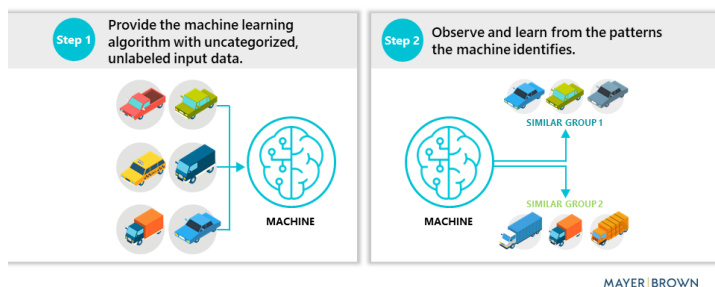 Step 1
Provide the machine learning
algorithm with uncategorized,
unlabeled input data.
MACHINE
Step 2
Observe and learn from the patterns
the machine identifies.
SIMILAR GROUP 1
MACHINE
SIMILAR GROUP 2
MAYER | BROWN